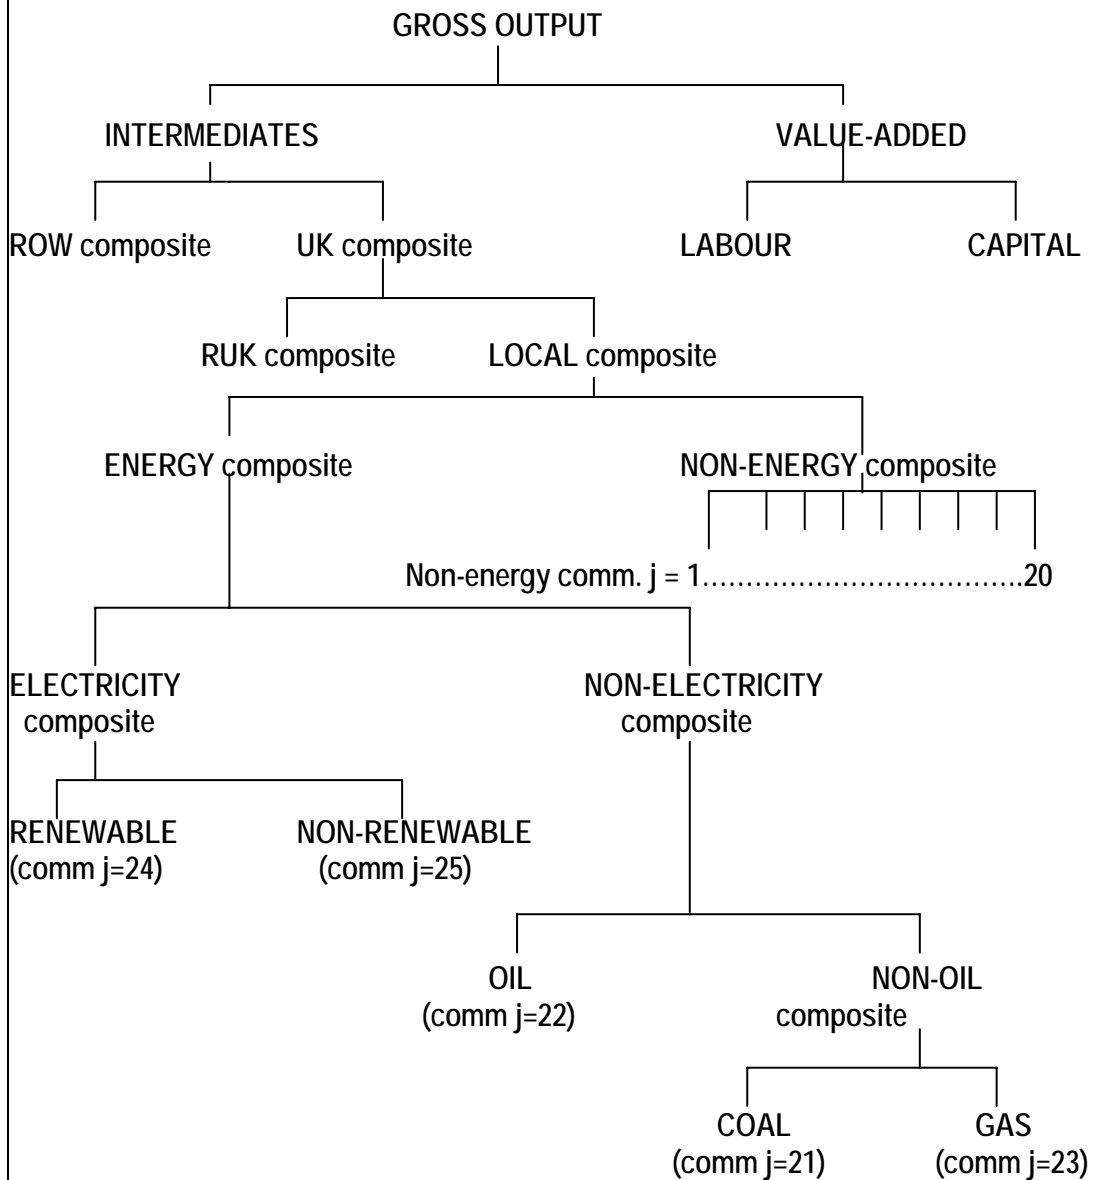 GROSS OUTPUT
INTERMEDIATES
VALUE-ADDED
ROW composite
UK composite
LABOUR
CAPITAL
RUK composite
LOCAL composite
ENERGY composite
NON-ENERGY composite
Non-energy comm. j = 1……………………………….20
ELECTRICITY
composite
NON-ELECTRICITY
composite
RENEWABLE
(comm j=24)
NON-RENEWABLE
(comm j=25)
OIL
(comm j=22)
NON-OIL
composite
COAL
(comm j=21)
GAS
(comm j=23)